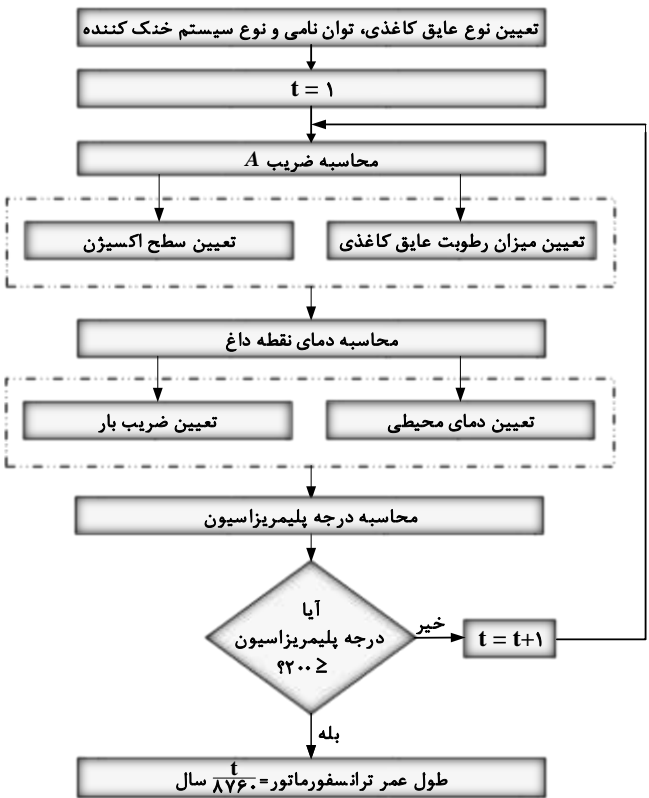 تعیین نوع عایق کاغذی، توان نامی و نوع سیستم خنک کننده
t = ۱
محاسبه ضریب A
تعیین میزان رطوبت عایق کاغذی
تعیین سطح اکسیژن
محاسبه دمای نقطه داغ
تعیین دمای محیطی
تعیین ضریب بار
محاسبه درجه پلیمریزاسیون
آیا
درجه پلیمریزاسیون
≤ ۲۰۰؟
خیر
t = t+۱
بله
طول عمر ترانسفورماتور= t/۸۷۶۰ سال